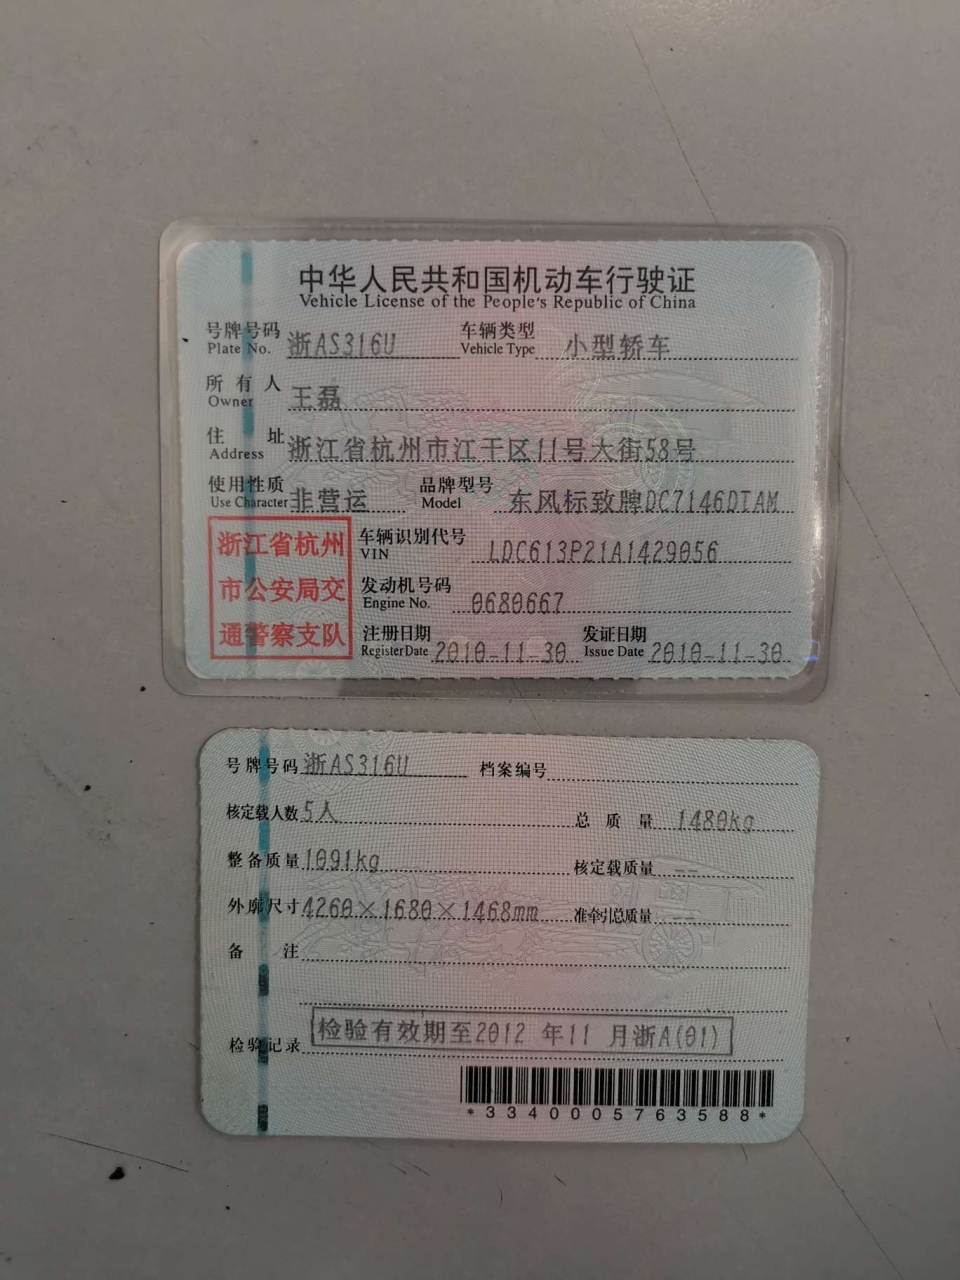 中华人民共和国机动车行驶证
Vehicle License of the People's Republic of China
号牌号码 浙AS316U 车辆类型 小型轿车
Plate No. Vehicle Type
所有人 王磊
Owner
住址 浙江省杭州市江干区11号大街58号
Address
使用性质 非营运 品牌型号 东风标致牌DC7146DTAM
Use Character Model
浙江省杭州
市公安局交
通警察支队
车辆识别代号 LDC613P21A1429056
VIN
发动机号码 0680667
Engine No.
注册日期 2010-11-30 发证日期 2010-11-30
Register Date Issue Date
号牌号码 浙AS316U 档案编号
核定载人数 5人 总质量 1480kg
整备质量 1091kg 核定载质量 --
外廓尺寸 4260×1680×1468mm 准牵引总质量 --
备注
检验记录 检验有效期至2012 年11 月浙A(01)
*3340005763588*